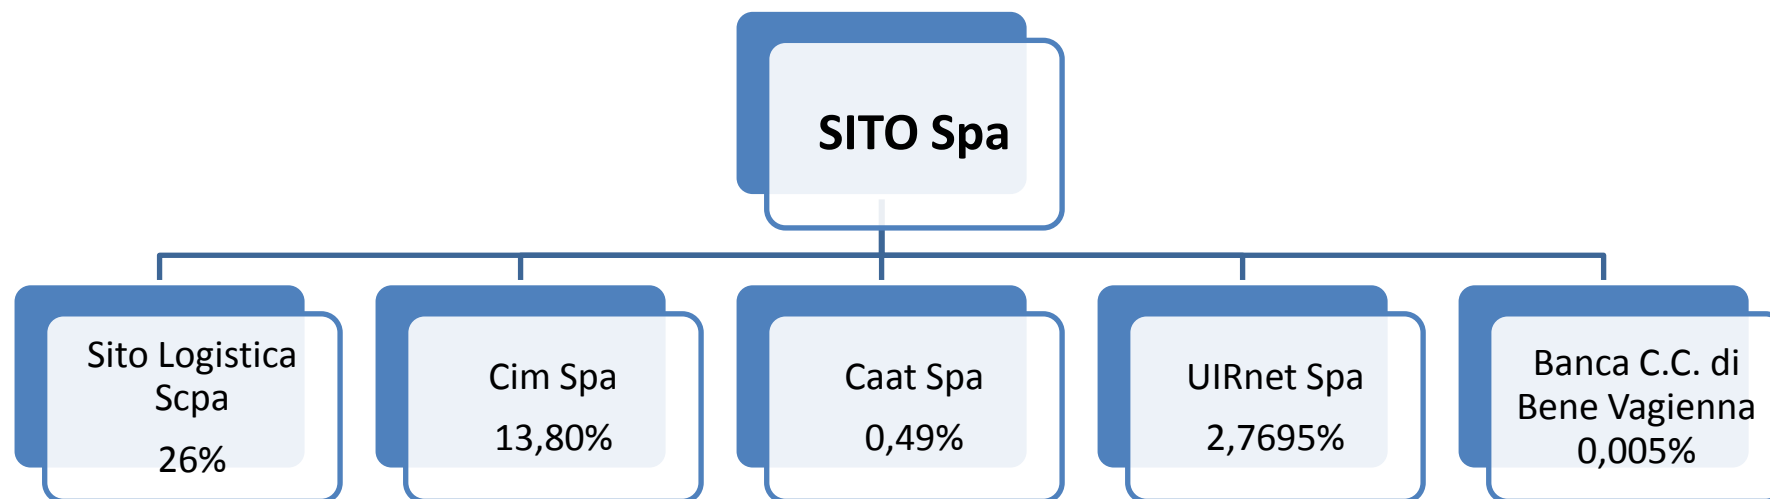 SITO Spa
Sito Logistica
Scpa
26%
Cim Spa
13,80%
Caat Spa
0,49%
UIRnet Spa
2,7695%
Banca C.C. di
Bene Vagienna
0,005%